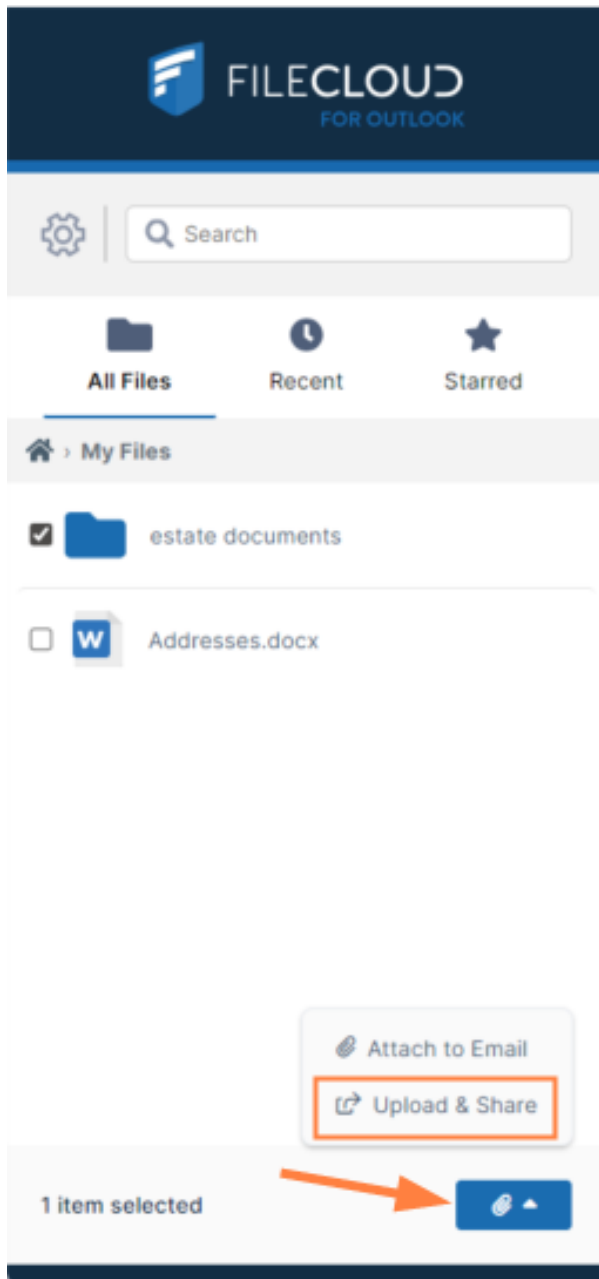 FILECLOUD
FOR OUTLOOK
Search
All Files Recent Starred
My Files
estate documents
W Addresses.docx
Attach to Email
Upload & Share
1 item selected